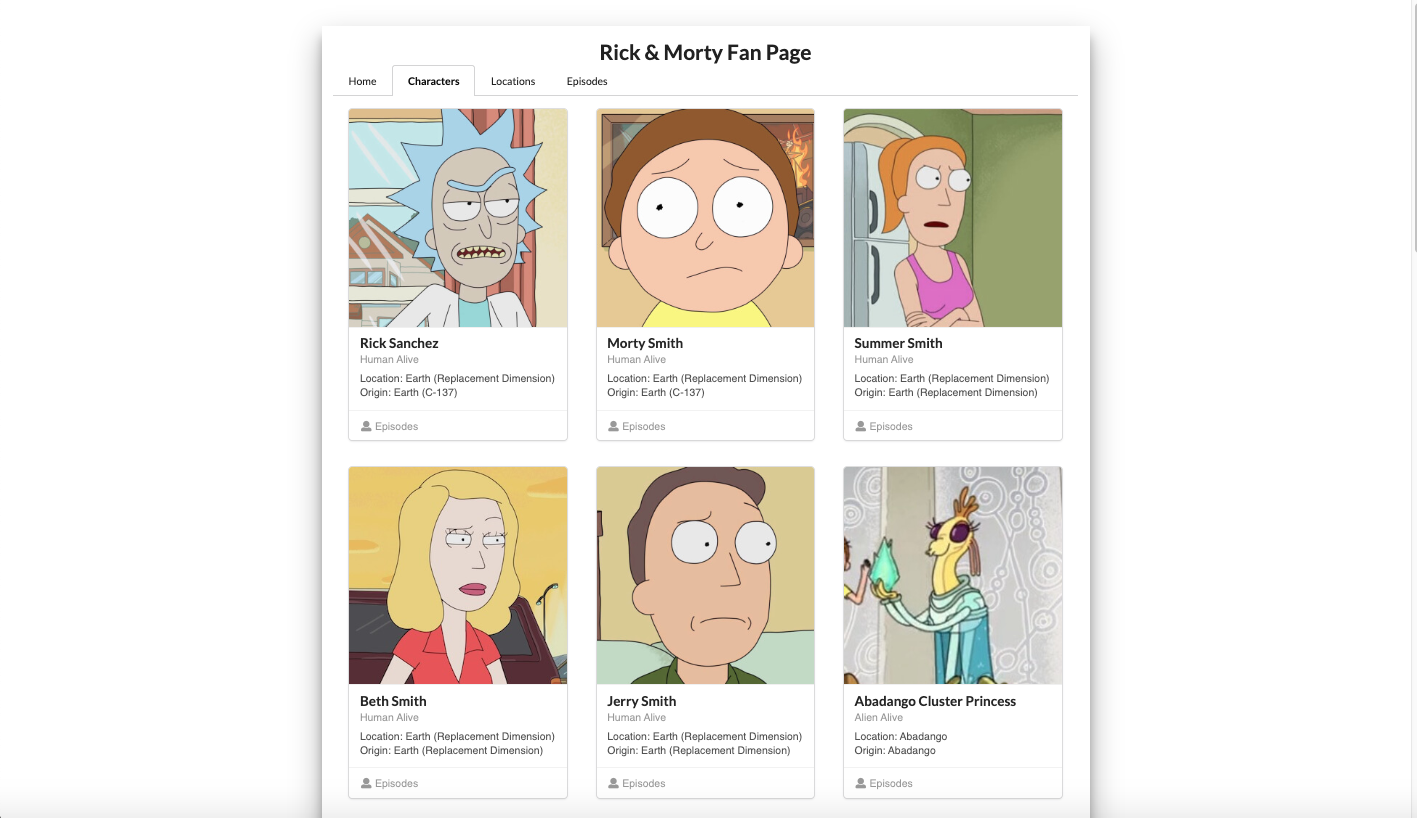 Rick & Morty Fan Page
Home Characters Locations Episodes
Rick Sanchez
Human Alive
Location: Earth (Replacement Dimension)
Origin: Earth (C-137)
Episodes
Morty Smith
Human Alive
Location: Earth (Replacement Dimension)
Origin: Earth (C-137)
Episodes
Summer Smith
Human Alive
Location: Earth (Replacement Dimension)
Origin: Earth (Replacement Dimension)
Episodes
Beth Smith
Human Alive
Location: Earth (Replacement Dimension)
Origin: Earth (Replacement Dimension)
Episodes
Jerry Smith
Human Alive
Location: Earth (Replacement Dimension)
Origin: Earth (Replacement Dimension)
Episodes
Abadango Cluster Princess
Alien Alive
Location: Abadango
Origin: Abadango
Episodes